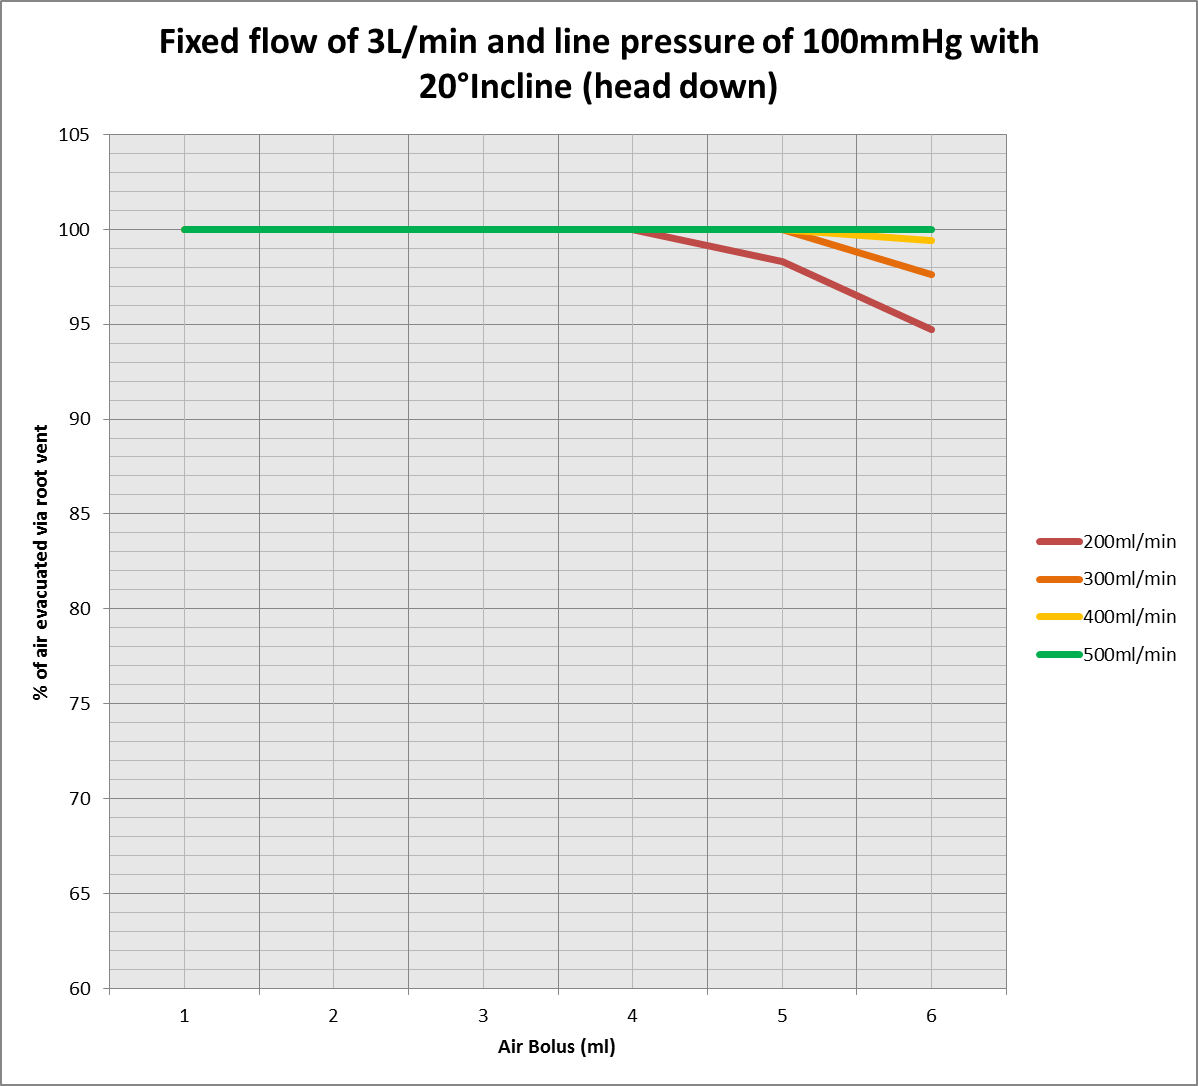 Fixed flow of 3L/min and line pressure of 100mmHg with
20°Incline (head down)
105
100
95
90
85
80
75
70
65
60
% of air evacuated via root vent
1 2 3 4 5 6
Air Bolus (ml)
200ml/min
300ml/min
400ml/min
500ml/min